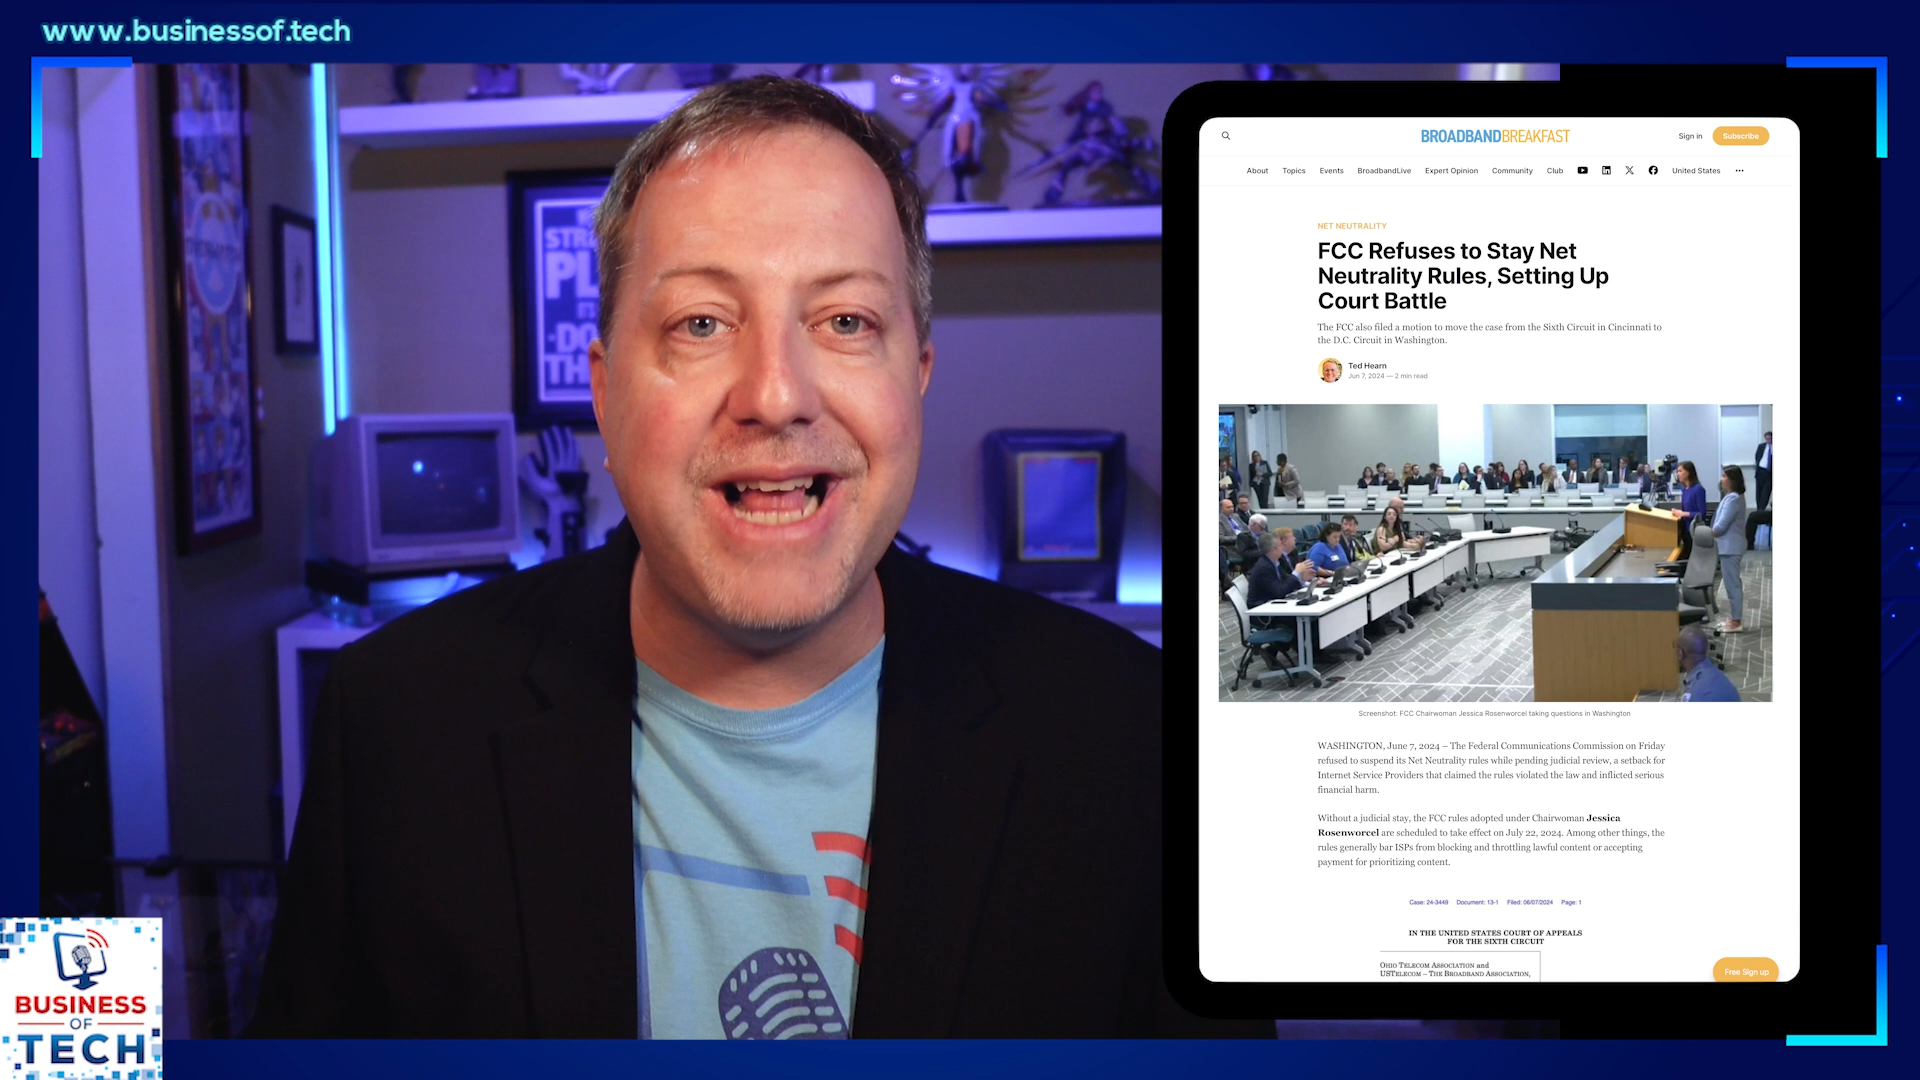 www.businessof.tech
BROADBANDBREAKFAST
Sign in
Subscribe
About Topics Events BroadbandLive Expert Opinion Community Club United States
NET NEUTRALITY
FCC Refuses to Stay Net
Neutrality Rules, Setting Up
Court Battle
The FCC also filed a motion to move the case from the Sixth Circuit in Cincinnati to
the D.C. Circuit in Washington.
Ted Hearn
Jun 7, 2024 — 2 min read
Screenshot: FCC Chairwoman Jessica Rosenworcel taking questions in Washington
WASHINGTON, June 7, 2024 – The Federal Communications Commission on Friday
refused to suspend its Net Neutrality rules while pending judicial review, a setback for
Internet Service Providers that claimed the rules violated the law and inflicted serious
financial harm.
Without a judicial stay, the FCC rules adopted under Chairwoman Jessica
Rosenworcel are scheduled to take effect on July 22, 2024. Among other things, the
rules generally bar ISPs from blocking and throttling lawful content or accepting
payment for prioritizing content.
Case: 24-3449 Document: 13-1 Filed: 06/07/2024 Page: 1
IN THE UNITED STATES COURT OF APPEALS
FOR THE SIXTH CIRCUIT
OHIO TELECOM ASSOCIATION and
USTELECOM – THE BROADBAND ASSOCIATION,
Free Sign up
BUSINESS
OF
TECH